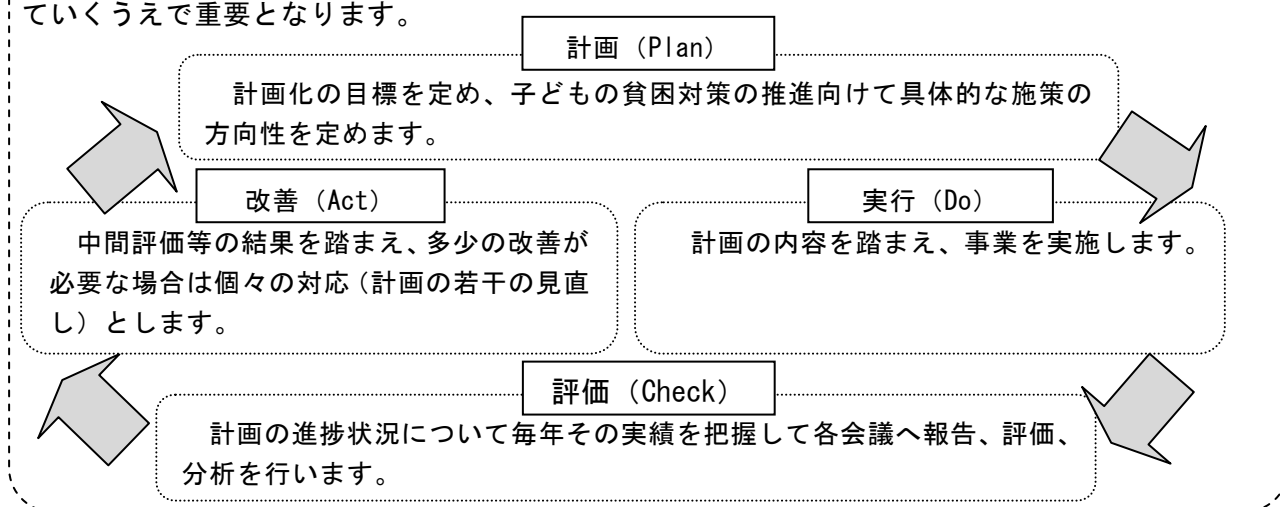 ていくうえで重要となります。
計画（Plan）
計画化の目標を定め、子どもの貧困対策の推進向けて具体的な施策の
方向性を定めます。
改善（Act）
中間評価等の結果を踏まえ、多少の改善が
必要な場合は個々の対応（計画の若干の見直
し）とします。
実行（Do）
計画の内容を踏まえ、事業を実施します。
評価（Check）
計画の進捗状況について毎年その実績を把握して各会議へ報告、評価、
分析を行います。